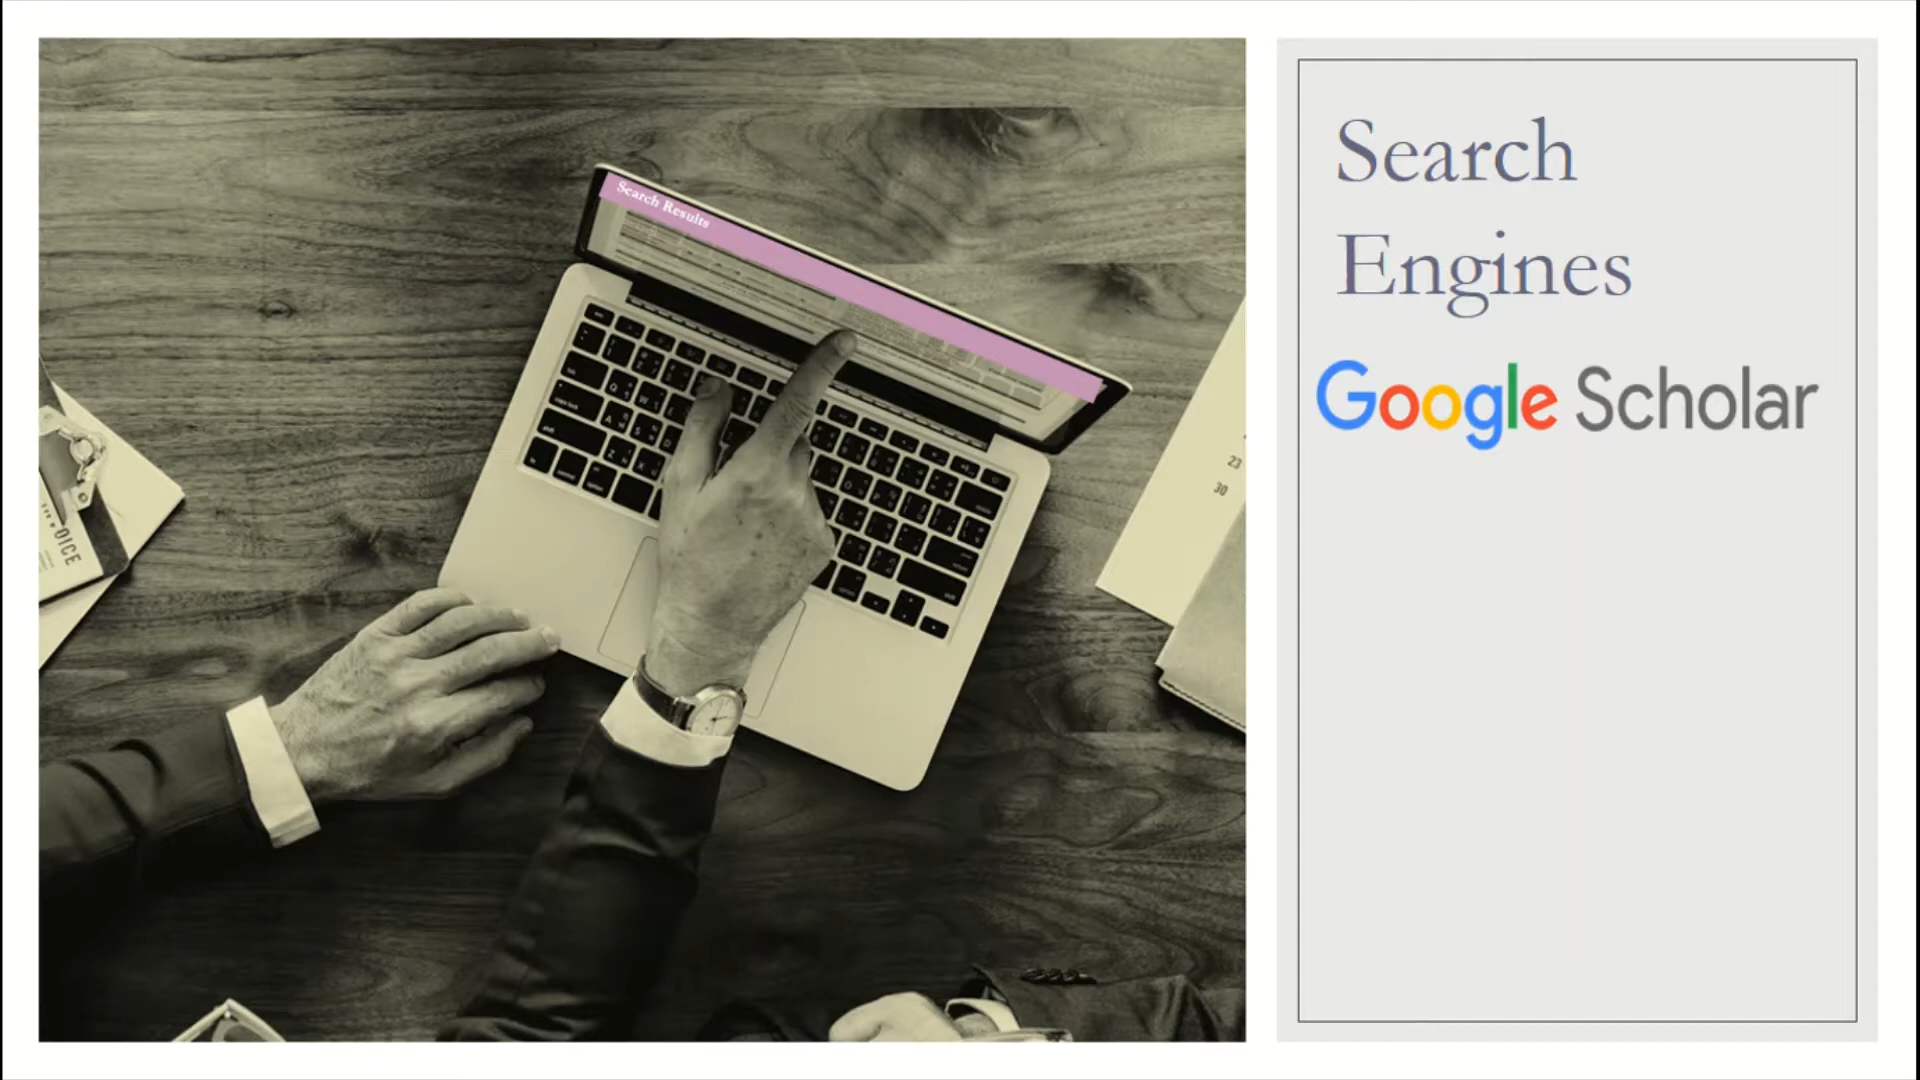 Search Results
OICE
23
30
Search
Engines
Google Scholar